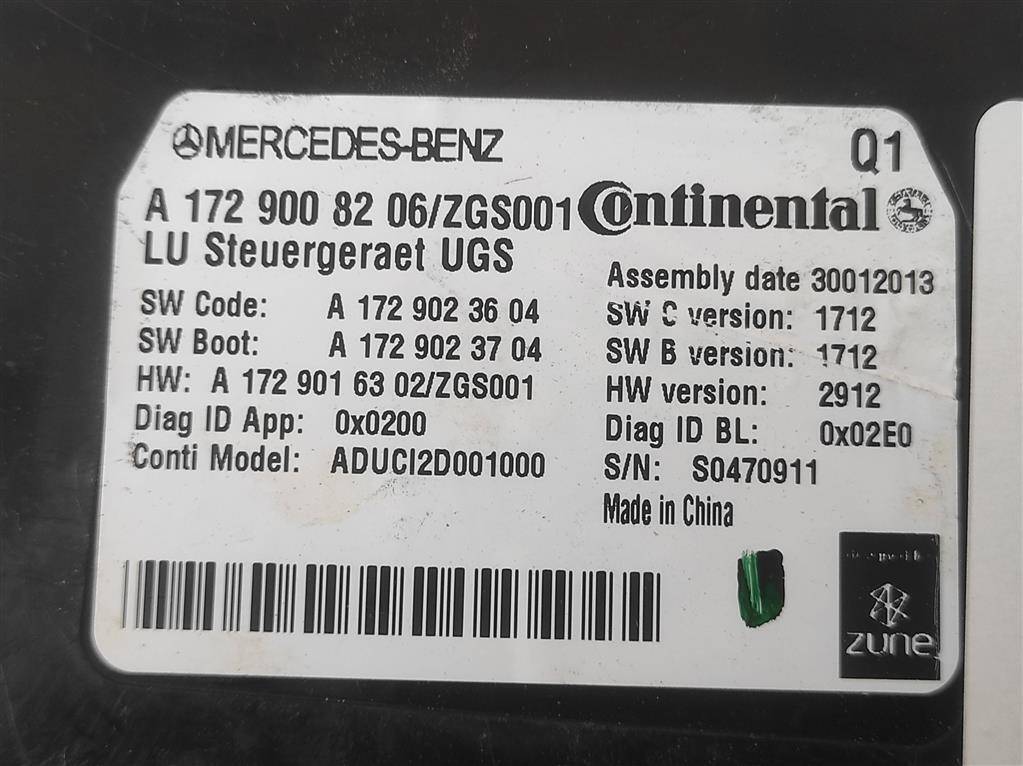 MERCEDES-BENZ
Q1
A 172 900 82 06/ZGS001
Continental
LU Steuergeraet UGS
Assembly date 30012013
SW Code: A 172 902 36 04
SW C version: 1712
SW Boot: A 172 902 37 04
SW B version: 1712
HW: A 172 901 63 02/ZGS001
HW version: 2912
Diag ID App: 0x0200
Diag ID BL: 0x02E0
Conti Model: ADUCI2D001000
S/N: S0470911
Made in China
zune